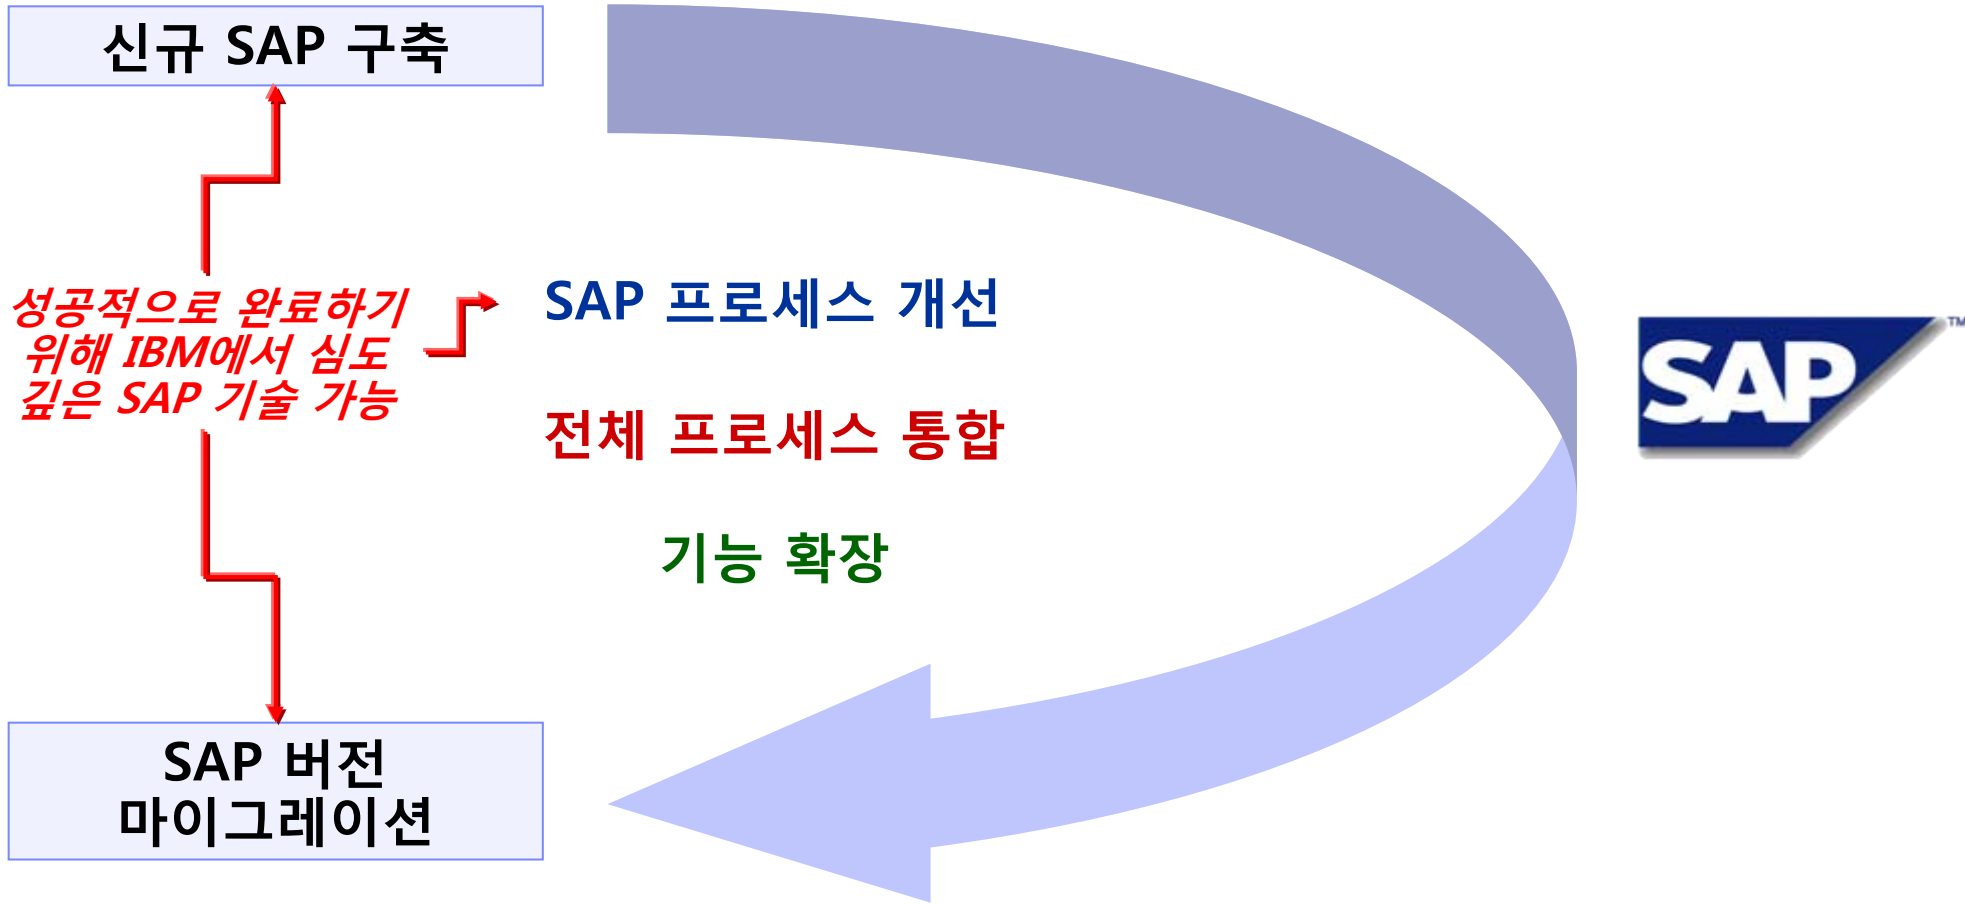 신규 SAP 구축
성공적으로 완료하기
위해 IBM에서 심도
깊은 SAP 기술 가능
SAP 프로세스 개선
전체 프로세스 통합
기능 확장
SAP
TM
SAP 버전
마이그레이션